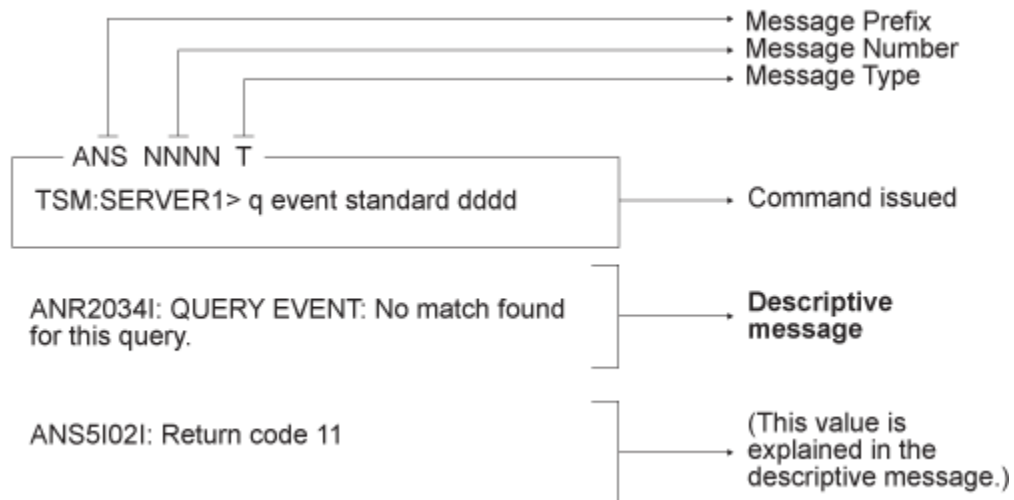 Message Prefix
Message Number
Message Type
ANS NNNN T
TSM:SERVER1> q event standard dddd
Command issued
ANR2034I: QUERY EVENT: No match found
for this query.
Descriptive
message
ANS5I02I: Return code 11
(This value is
explained in the
descriptive message.)